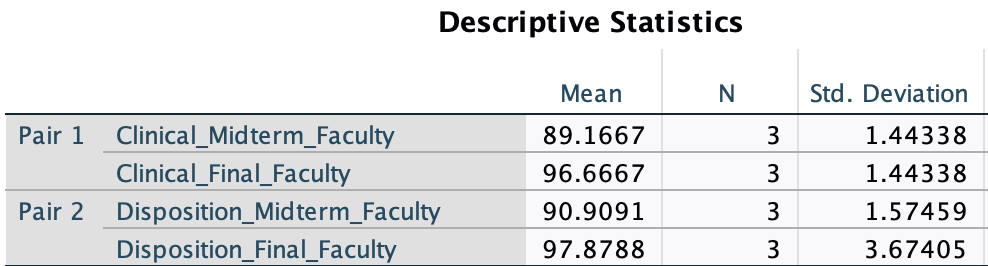 Descriptive Statistics
Mean N Std. Deviation
Pair 1 Clinical_Midterm_Faculty 89.1667 3 1.44338
Clinical_Final_Faculty 96.6667 3 1.44338
Pair 2 Disposition_Midterm_Faculty 90.9091 3 1.57459
Disposition_Final_Faculty 97.8788 3 3.67405